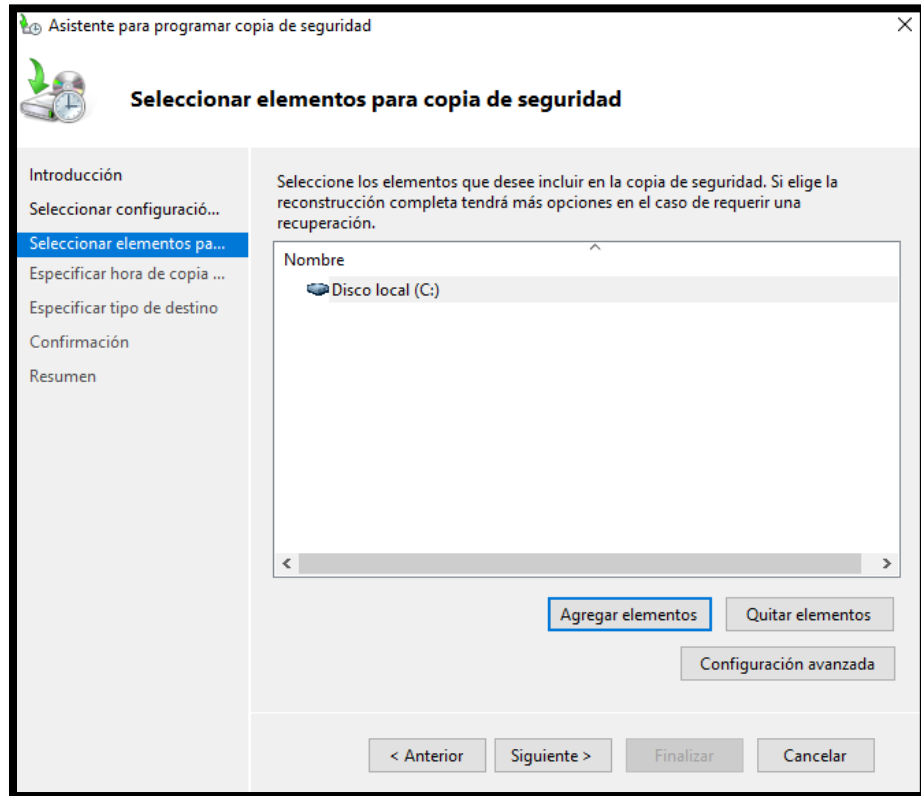 Asistente para programar copia de seguridad
Seleccionar elementos para copia de seguridad
Introducción
Seleccionar configuració...
Seleccionar elementos pa...
Especificar hora de copia ...
Especificar tipo de destino
Confirmación
Resumen
Seleccione los elementos que desee incluir en la copia de seguridad. Si elige la
reconstrucción completa tendrá más opciones en el caso de requerir una
recuperación.
Nombre
Disco local (C:)
Agregar elementos
Quitar elementos
Configuración avanzada
< Anterior
Siguiente >
Finalizar
Cancelar